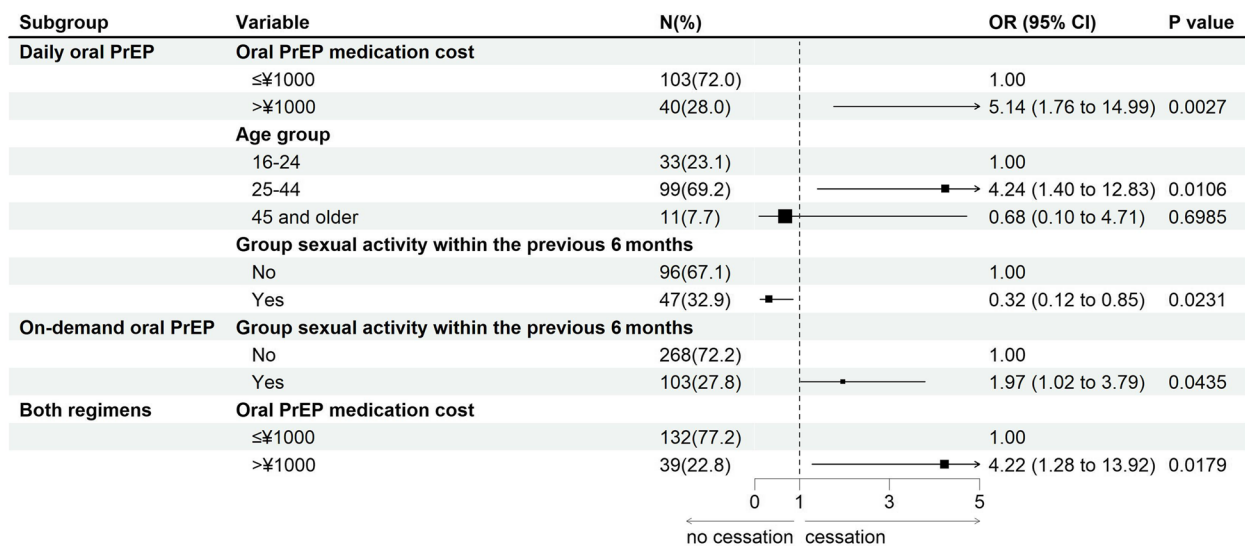 Subgroup Variable N(%) OR (95% CI) P value
Daily oral PrEP Oral PrEP medication cost
≤¥1000 103(72.0) 1.00
>¥1000 40(28.0) 5.14 (1.76 to 14.99) 0.0027
Age group
16-24 33(23.1) 1.00
25-44 99(69.2) 4.24 (1.40 to 12.83) 0.0106
45 and older 11(7.7) 0.68 (0.10 to 4.71) 0.6985
Group sexual activity within the previous 6 months
No 96(67.1) 1.00
Yes 47(32.9) 0.32 (0.12 to 0.85) 0.0231
On-demand oral PrEP Group sexual activity within the previous 6 months
No 268(72.2) 1.00
Yes 103(27.8) 1.97 (1.02 to 3.79) 0.0435
Both regimens Oral PrEP medication cost
≤¥1000 132(77.2) 1.00
>¥1000 39(22.8) 4.22 (1.28 to 13.92) 0.0179
0 1 3 5
no cessation cessation